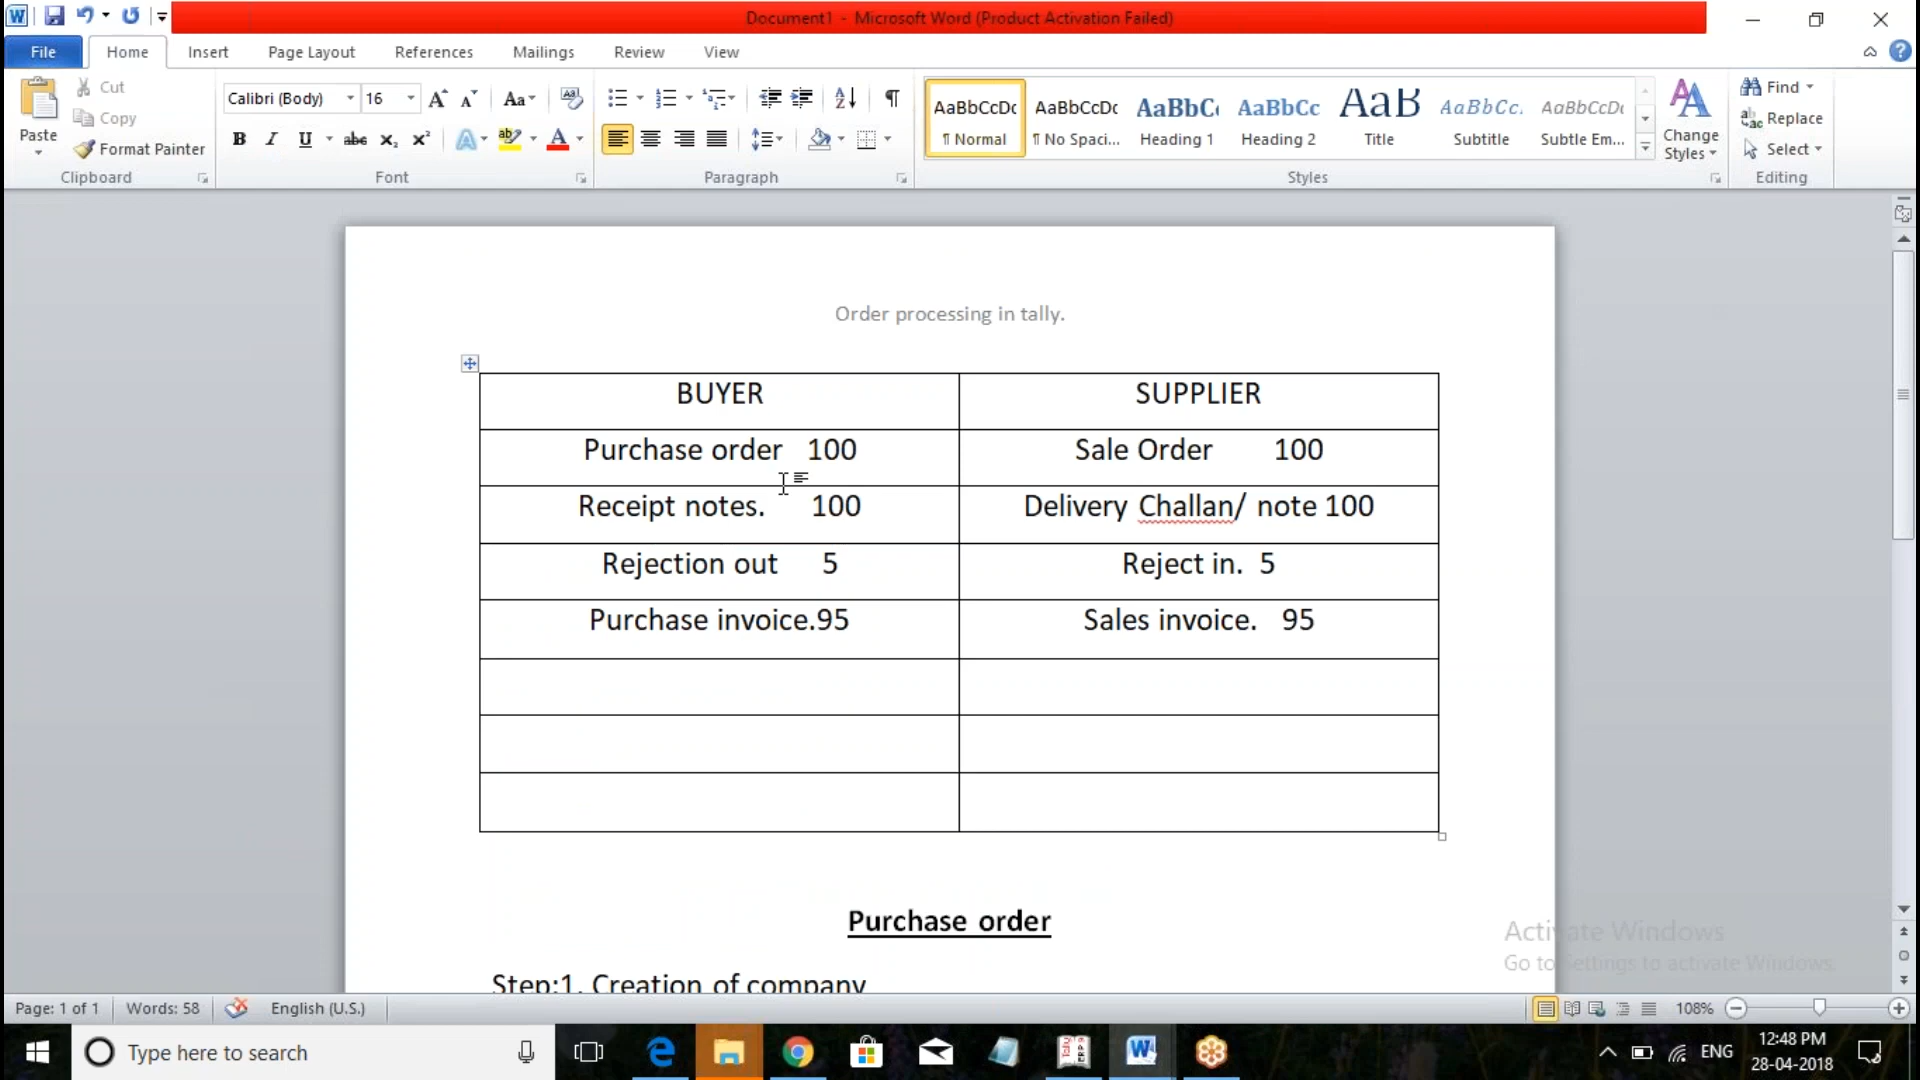 Document1 - Microsoft Word (Product Activation Failed)
File Home Insert Page Layout References Mailings Review View
Paste
Cut
Copy
Format Painter
Clipboard
Calibri (Body) 16
Font
Paragraph
AaBbCcDc AaBbCcDc AaBbC AaBbCc AaB AaBbCc. AaBbCcDc
¶ Normal ¶ No Spaci... Heading 1 Heading 2 Title Subtitle Subtle Em...
Styles
Change Styles
Find
Replace
Select
Editing
Order processing in tally.
BUYER SUPPLIER
Purchase order 100 Sale Order 100
Receipt notes. 100 Delivery Challan/ note 100
Rejection out 5 Reject in. 5
Purchase invoice.95 Sales invoice. 95
Purchase order
Step:1. Creation of company
Activate Windows
Go to Settings to activate Windows.
Page: 1 of 1 Words: 58 English (U.S.) 108%
Type here to search
ENG
12:48 PM
28-04-2018